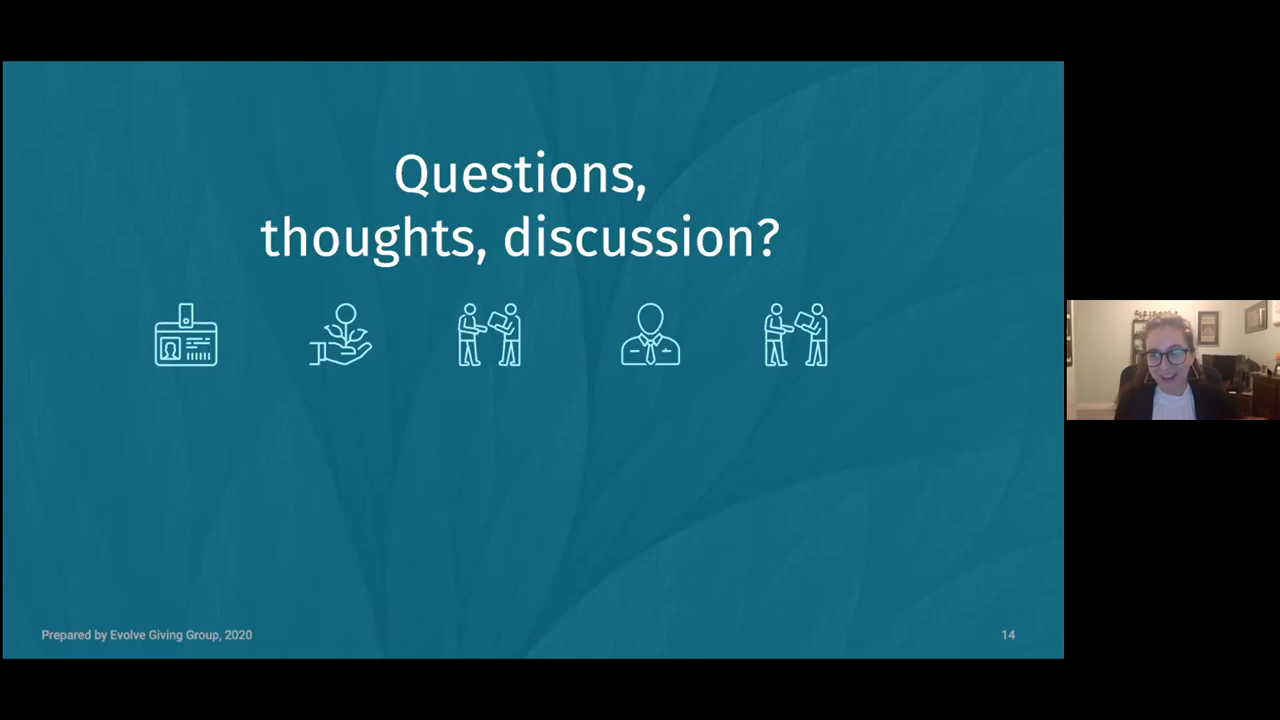 Questions,
thoughts, discussion?
Prepared by Evolve Giving Group, 2020
14